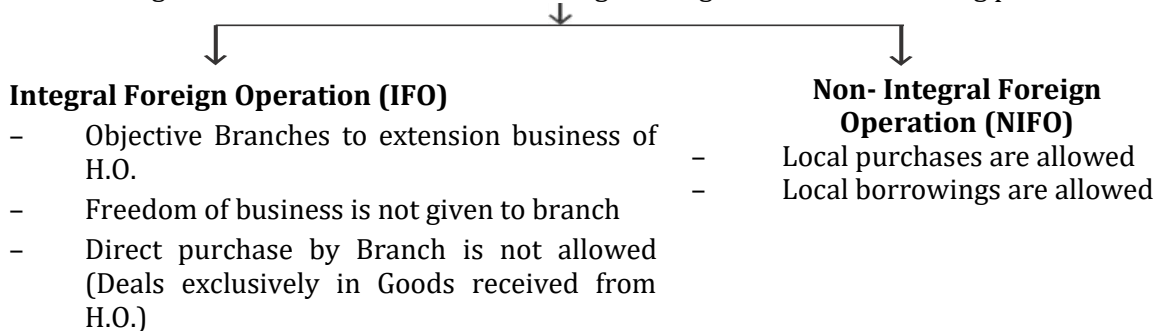 Integral Foreign Operation (IFO)
– Objective Branches to extension business of
H.O.
– Freedom of business is not given to branch
– Direct purchase by Branch is not allowed
(Deals exclusively in Goods received from
H.O.)
Non- Integral Foreign
Operation (NIFO)
– Local purchases are allowed
– Local borrowings are allowed